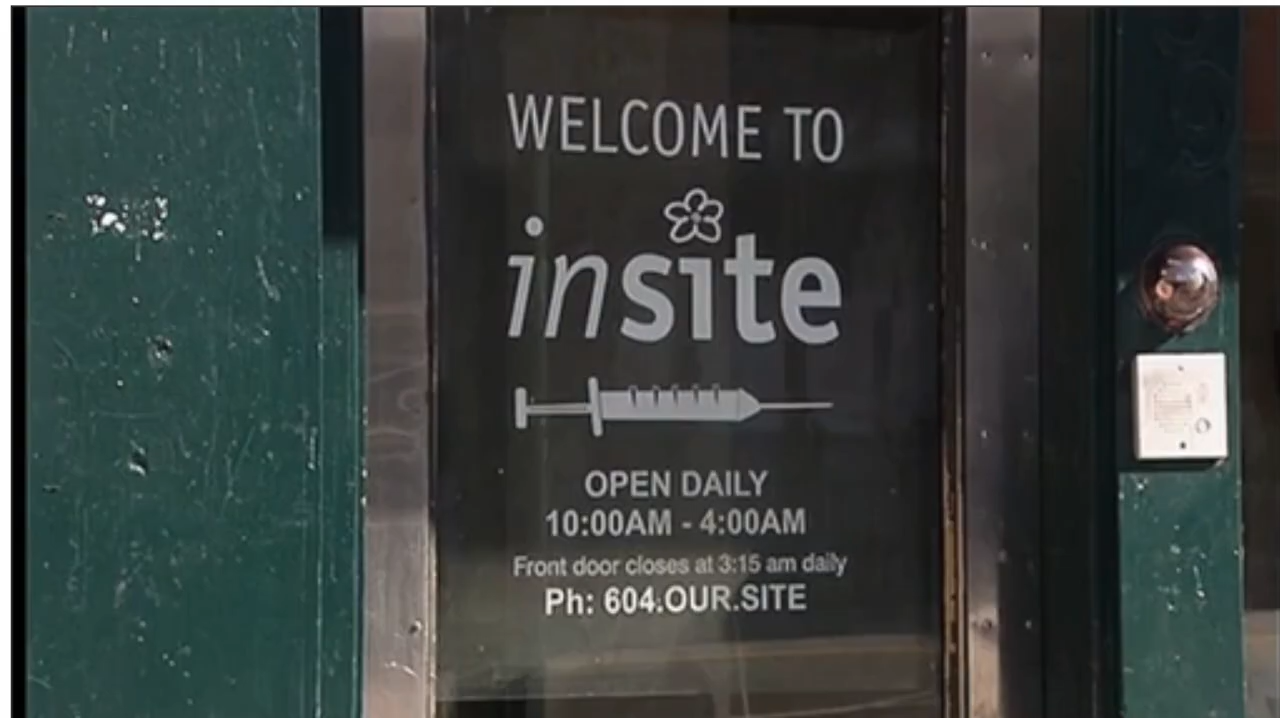 WELCOME TO
insite
OPEN DAILY
10:00AM - 4:00AM
Front door closes at 3:15 am daily
Ph: 604.OUR.SITE